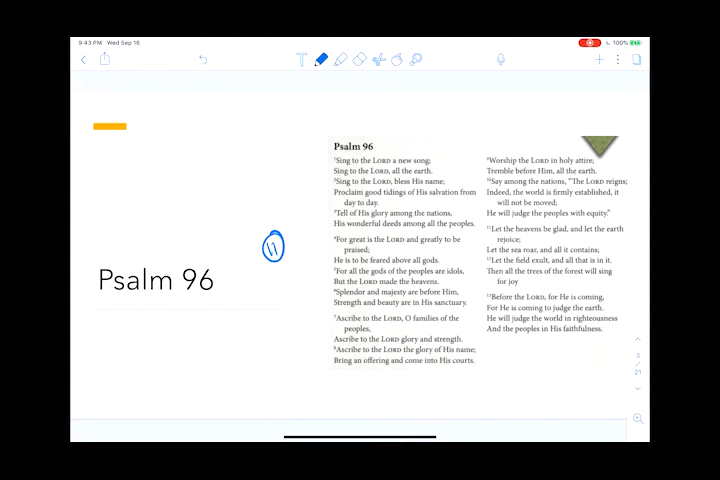 9:43 PM Wed Sep 16
100%
T
Psalm 96
11
Psalm 96
1Sing to the LORD a new song;
Sing to the LORD, all the earth.
2Sing to the LORD, bless His name;
Proclaim good tidings of His salvation from
day to day.
3Tell of His glory among the nations,
His wonderful deeds among all the peoples.
4For great is the LORD and greatly to be
praised;
He is to be feared above all gods.
5For all the gods of the peoples are idols,
But the LORD made the heavens.
6Splendor and majesty are before Him,
Strength and beauty are in His sanctuary.
7Ascribe to the LORD, O families of the
peoples,
Ascribe to the LORD glory and strength.
8Ascribe to the LORD the glory of His name;
Bring an offering and come into His courts.
9Worship the LORD in holy attire;
Tremble before Him, all the earth.
10Say among the nations, "The LORD reigns;
Indeed, the world is firmly established, it
will not be moved;
He will judge the peoples with equity."
11Let the heavens be glad, and let the earth
rejoice;
Let the sea roar, and all it contains;
12Let the field exult, and all that is in it.
Then all the trees of the forest will sing
for joy
13Before the LORD, for He is coming,
For He is coming to judge the earth.
He will judge the world in righteousness
And the peoples in His faithfulness.
3
/
21